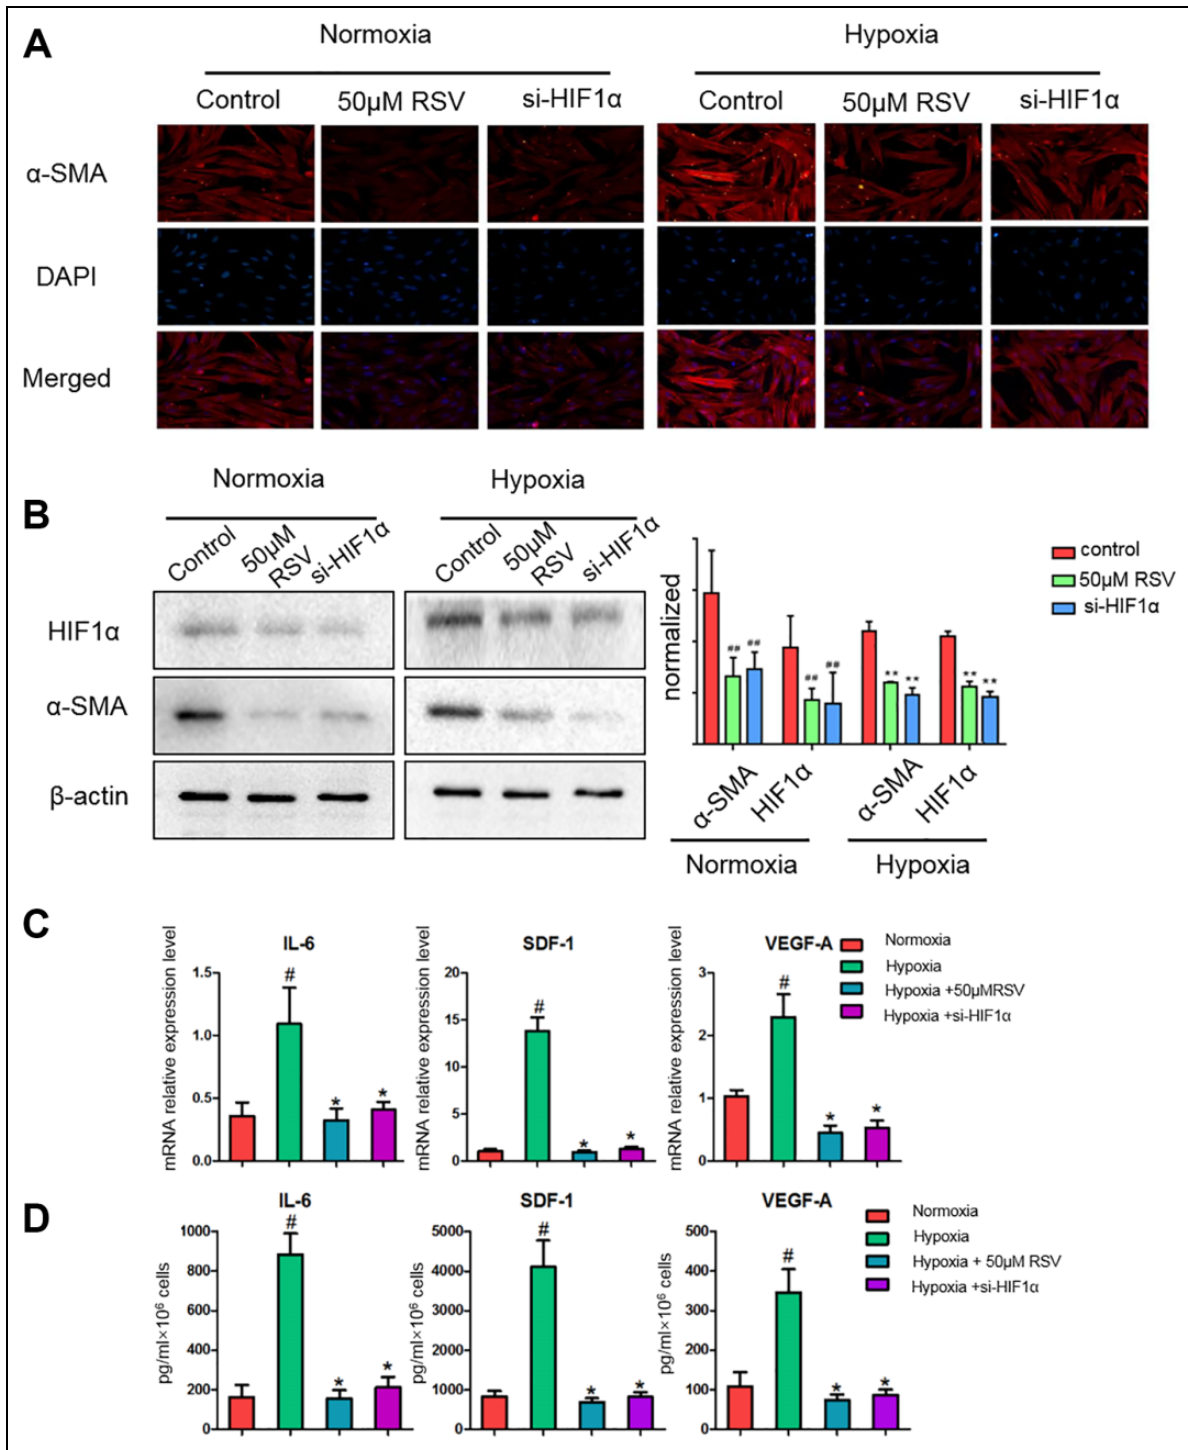 A
Normoxia
Hypoxia
Control
50μM RSV
si-HIF1α
Control
50μM RSV
si-HIF1α
α-SMA
DAPI
Merged
B
Normoxia
Hypoxia
Control
50μM
RSV
si-HIF1α
Control
50μM
RSV
si-HIF1α
HIF1α
α-SMA
β-actin
normalized
control
50μM RSV
si-HIF1α
## ## ## ## ** ** ** **
α-SMA
HIF1α
α-SMA
HIF1α
Normoxia
Hypoxia
C
IL-6
mRNA relative expression level
1.5
1.0
0.5
0.0
# * *
SDF-1
mRNA relative expression level
20
15
10
5
0
# * *
VEGF-A
mRNA relative expression level
3
2
1
0
# * *
Normoxia
Hypoxia
Hypoxia +50μMRSV
Hypoxia +si-HIF1α
D
IL-6
pg/ml×10⁶ cells
1000
800
600
400
200
0
# * *
SDF-1
pg/ml×10⁶ cells
5000
4000
3000
2000
1000
0
# * *
VEGF-A
pg/ml×10⁶ cells
500
400
300
200
100
0
# * *
Normoxia
Hypoxia
Hypoxia + 50μM RSV
Hypoxia +si-HIF1α